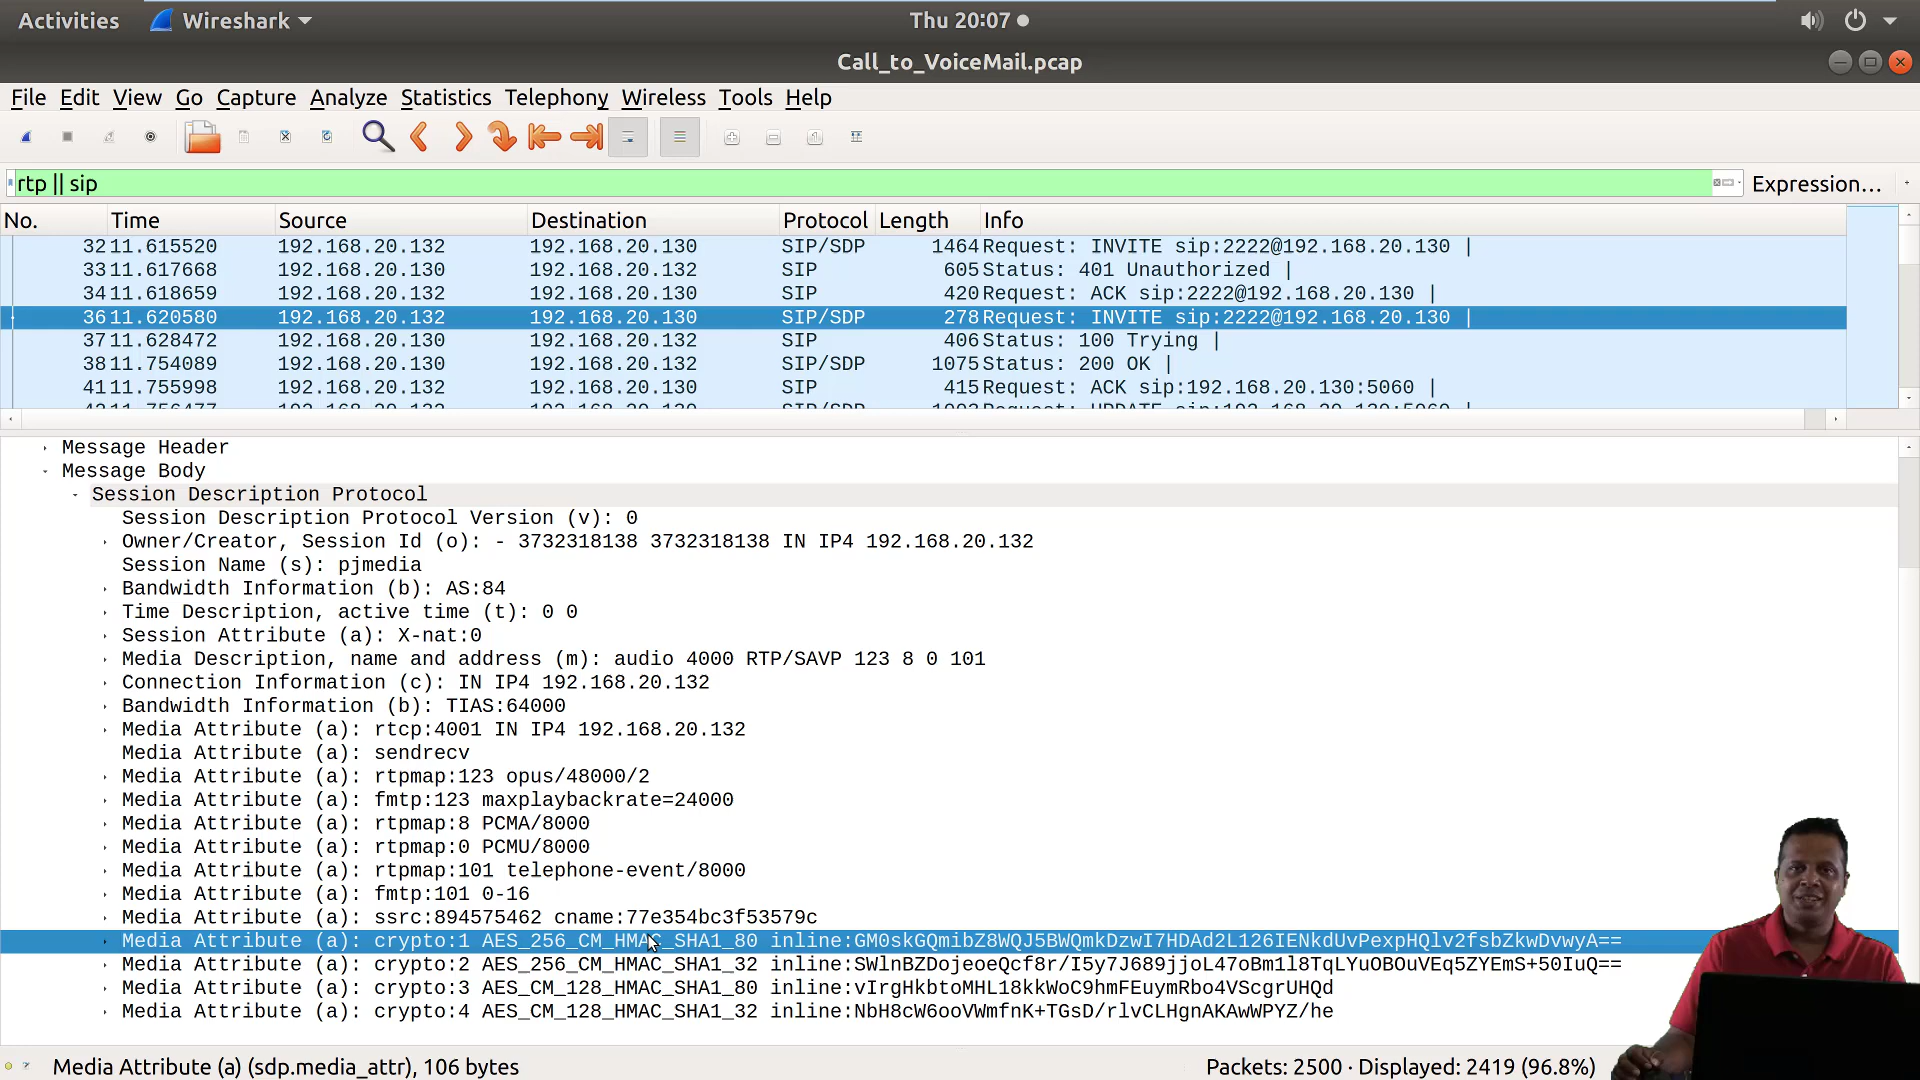 Activities Wireshark Thu 20:07
Call_to_VoiceMail.pcap
File Edit View Go Capture Analyze Statistics Telephony Wireless Tools Help
rtp || sip Expression…
No. Time Source Destination Protocol Length Info
32 11.615520 192.168.20.132 192.168.20.130 SIP/SDP 1464 Request: INVITE sip:2222@192.168.20.130 |
33 11.617668 192.168.20.130 192.168.20.132 SIP 605 Status: 401 Unauthorized |
34 11.618659 192.168.20.132 192.168.20.130 SIP 420 Request: ACK sip:2222@192.168.20.130 |
36 11.620580 192.168.20.132 192.168.20.130 SIP/SDP 278 Request: INVITE sip:2222@192.168.20.130 |
37 11.628472 192.168.20.130 192.168.20.132 SIP 406 Status: 100 Trying |
38 11.754089 192.168.20.130 192.168.20.132 SIP/SDP 1075 Status: 200 OK |
41 11.755998 192.168.20.132 192.168.20.130 SIP 415 Request: ACK sip:192.168.20.130:5060 |
Message Header
Message Body
Session Description Protocol
Session Description Protocol Version (v): 0
Owner/Creator, Session Id (o): - 3732318138 3732318138 IN IP4 192.168.20.132
Session Name (s): pjmedia
Bandwidth Information (b): AS:84
Time Description, active time (t): 0 0
Session Attribute (a): X-nat:0
Media Description, name and address (m): audio 4000 RTP/SAVP 123 8 0 101
Connection Information (c): IN IP4 192.168.20.132
Bandwidth Information (b): TIAS:64000
Media Attribute (a): rtcp:4001 IN IP4 192.168.20.132
Media Attribute (a): sendrecv
Media Attribute (a): rtpmap:123 opus/48000/2
Media Attribute (a): fmtp:123 maxplaybackrate=24000
Media Attribute (a): rtpmap:8 PCMA/8000
Media Attribute (a): rtpmap:0 PCMU/8000
Media Attribute (a): rtpmap:101 telephone-event/8000
Media Attribute (a): fmtp:101 0-16
Media Attribute (a): ssrc:894575462 cname:77e354bc3f53579c
Media Attribute (a): crypto:1 AES_256_CM_HMAC_SHA1_80 inline:GM0skGQmibZ8WQJ5BWQmkDzwI7HDAd2L126IENkdUvPexpHQlv2fsbZkwDvwyA==
Media Attribute (a): crypto:2 AES_256_CM_HMAC_SHA1_32 inline:SWlnBZDojeoeQcf8r/I5y7J689jjoL47oBm1l8TqLYuOBOuVEq5ZYEmS+50IuQ==
Media Attribute (a): crypto:3 AES_CM_128_HMAC_SHA1_80 inline:vIrgHkbtoMHL18kkWoC9hmFEuymRbo4VScgrUHQd
Media Attribute (a): crypto:4 AES_CM_128_HMAC_SHA1_32 inline:NbH8cW6ooVWmfnK+TGsD/rlvCLHgnAKAwWPYZ/he
Media Attribute (a) (sdp.media_attr), 106 bytes Packets: 2500 · Displayed: 2419 (96.8%)